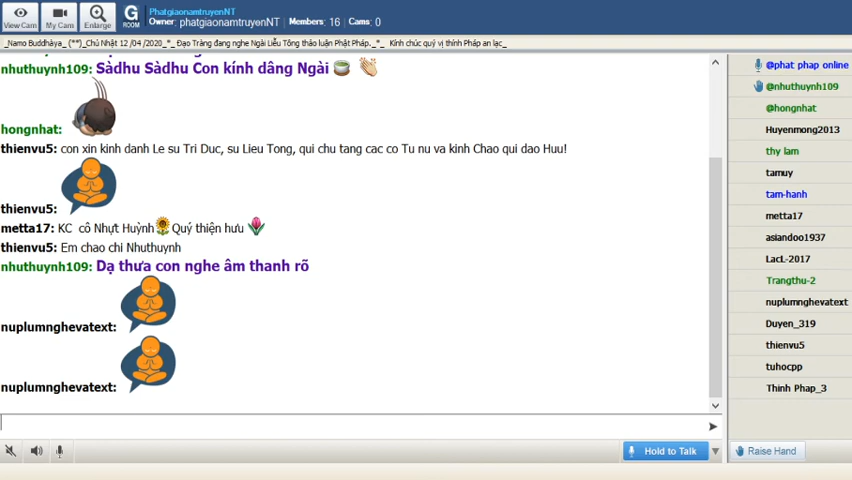 PhatgiaonamtruyenNT
Owner: phatgiaonamtruyenNT Members: 16 Cams: 0
View Cam
My Cam
Enlarge
G
ROOM
_Namo Buddhàya_ (**)_Chủ Nhật 12 /04 /2020_*_ Đạo Tràng đang nghe Ngài Liễu Tông thảo luận Phật Pháp._*_ Kính chúc quý vị thính Pháp an lạc_
nhuthuynh109: Sàdhu Sàdhu Con kính dâng Ngài
hongnhat:
thienvu5: con xin kinh danh Le su Tri Duc, su Lieu Tong, qui chu tang cac co Tu nu va kinh Chao qui dao Huu!
thienvu5:
metta17: KC cô Nhựt Huỳnh Quý thiện hưu
thienvu5: Em chao chi Nhuthuynh
nhuthuynh109: Dạ thưa con nghe âm thanh rõ
nuplumnghevatext:
nuplumnghevatext:
@phat phap online
@nhuthuynh109
@hongnhat
Huyenmong2013
thy lam
tamuy
tam-hanh
metta17
asiandoo1937
LacL-2017
Trangthu-2
nuplumnghevatext
Duyen_319
thienvu5
tuhocpp
Thinh Phap_3
Hold to Talk
Raise Hand